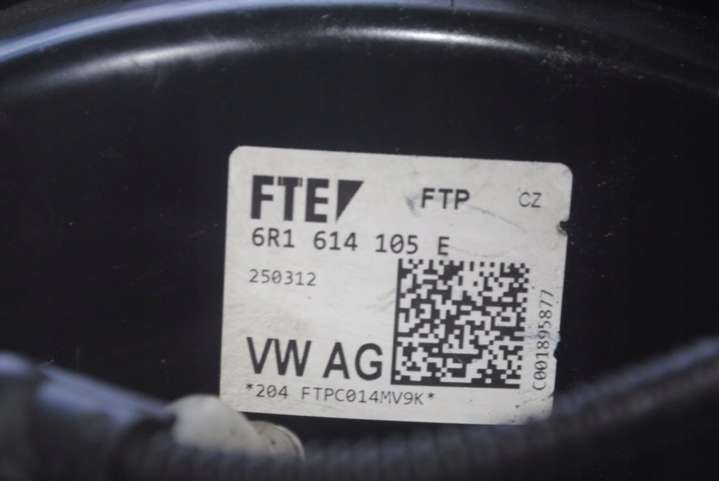 FTE FTP CZ
6R1 614 105 E
250312
VW AG
*204 FTPC014MV9K*
C001895877